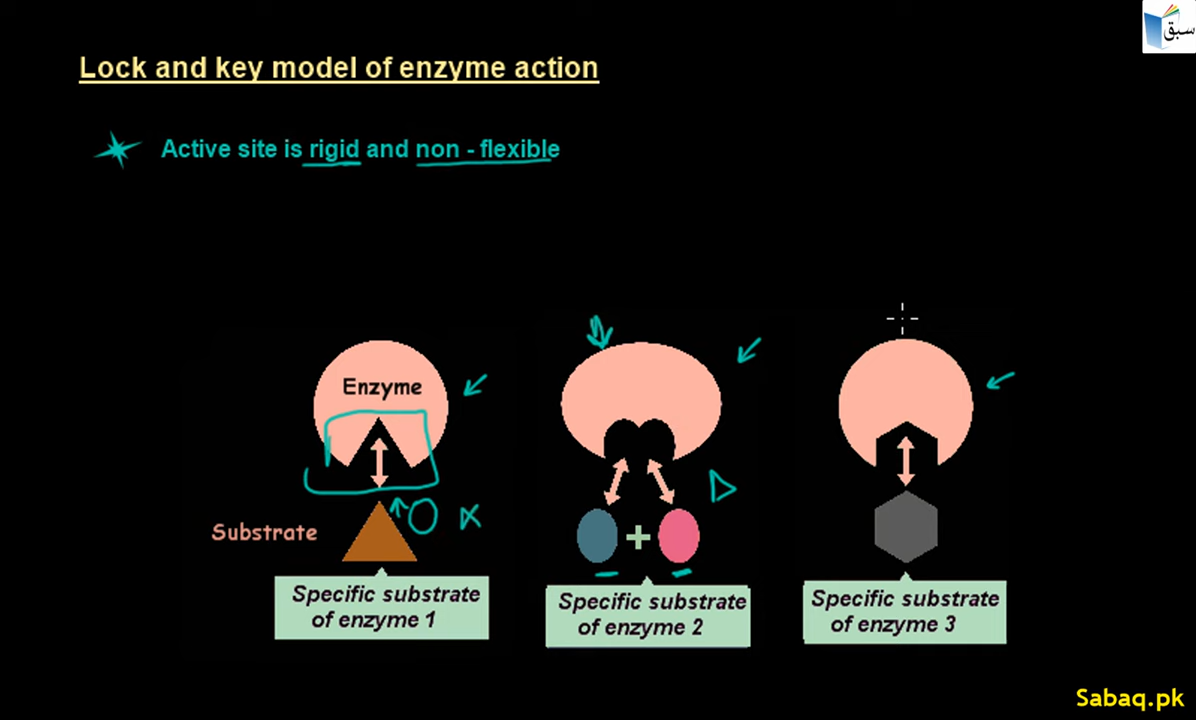 سبق
Lock and key model of enzyme action
Active site is rigid and non - flexible
Enzyme
Substrate
Specific substrate
of enzyme 1
Specific substrate
of enzyme 2
Specific substrate
of enzyme 3
Sabaq.pk